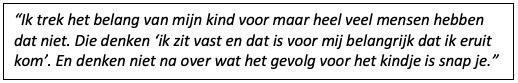 “Ik trek het belang van mijn kind voor maar heel veel mensen hebben
dat niet. Die denken ‘ik zit vast en dat is voor mij belangrijk dat ik eruit
kom’. En denken niet na over wat het gevolg voor het kindje is snap je.”